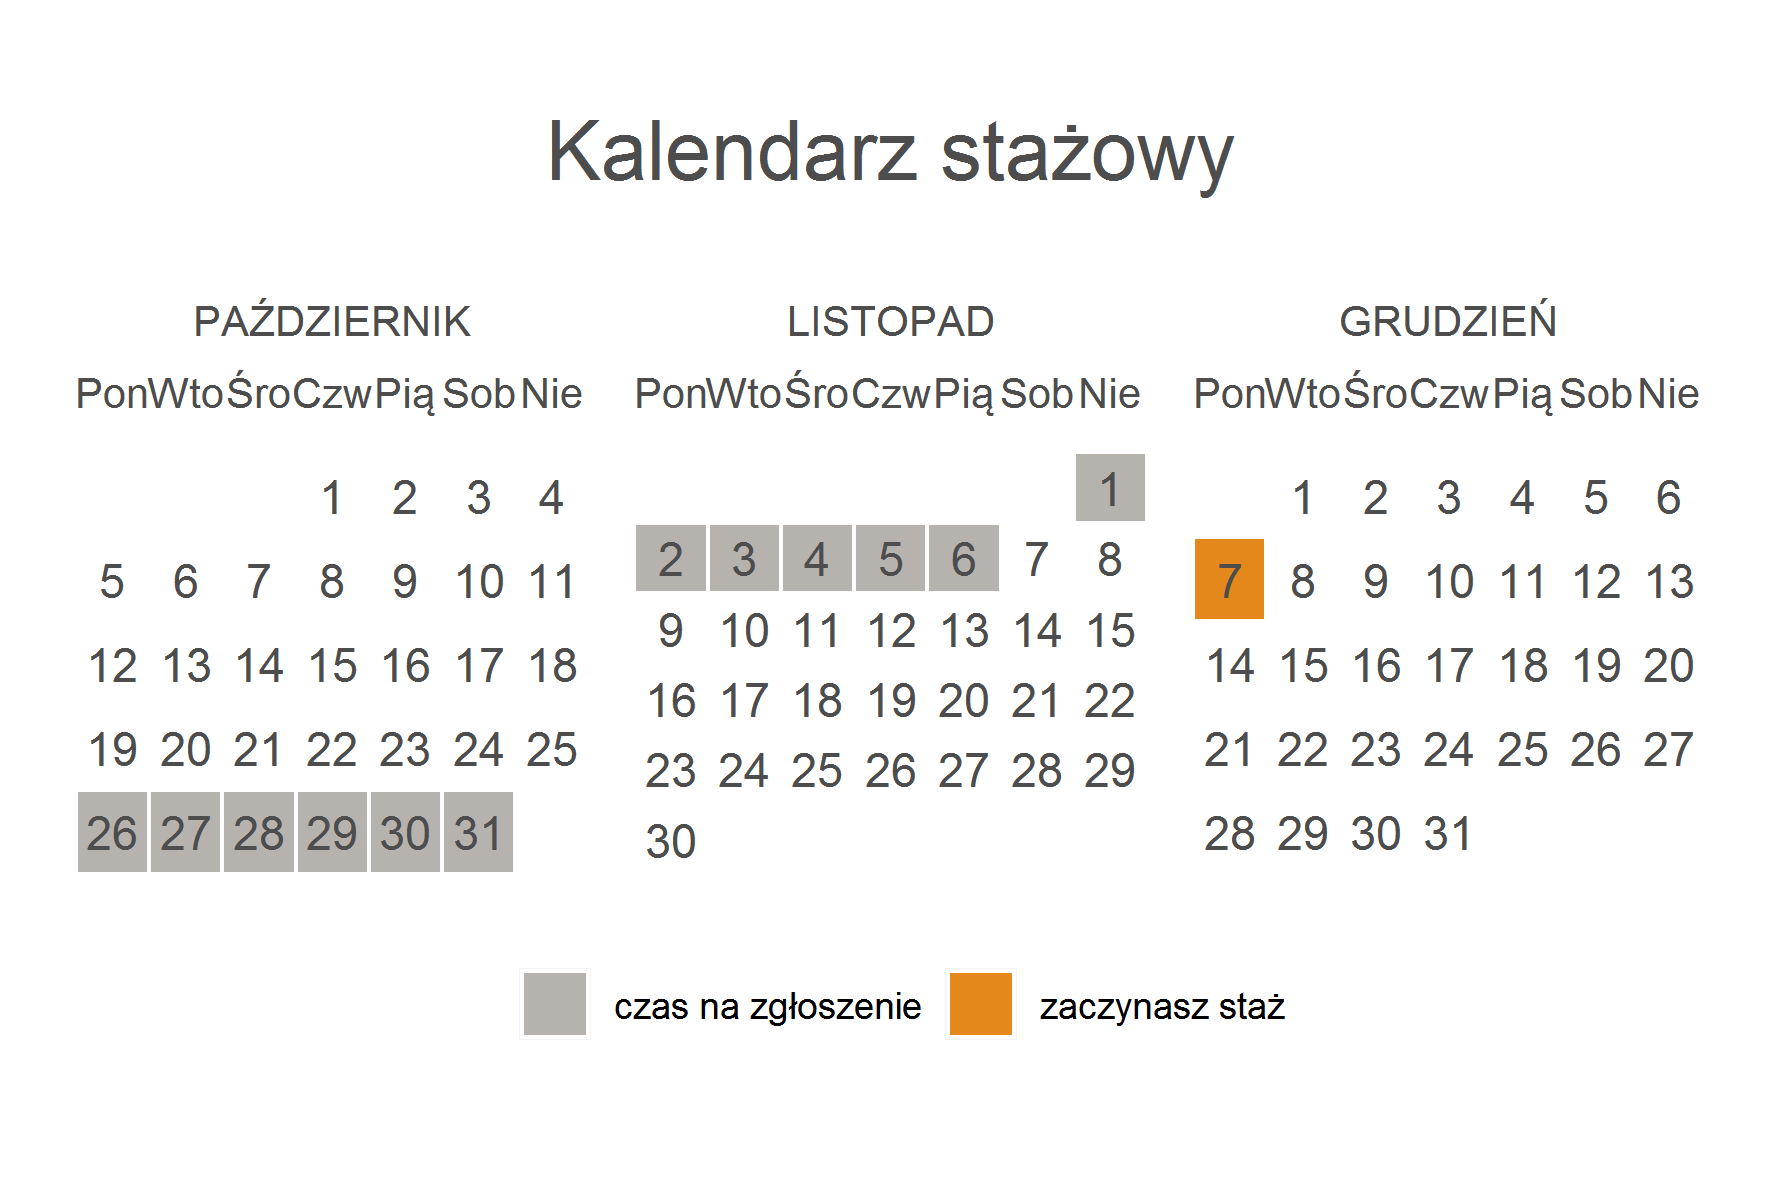 Kalendarz stażowy
PAŹDZIERNIK
Pon Wto Śro Czw Pią Sob Nie
1 2 3 4
5 6 7 8 9 10 11
12 13 14 15 16 17 18
19 20 21 22 23 24 25
26 27 28 29 30 31
LISTOPAD
Pon Wto Śro Czw Pią Sob Nie
1
2 3 4 5 6 7 8
9 10 11 12 13 14 15
16 17 18 19 20 21 22
23 24 25 26 27 28 29
30
GRUDZIEŃ
Pon Wto Śro Czw Pią Sob Nie
1 2 3 4 5 6
7 8 9 10 11 12 13
14 15 16 17 18 19 20
21 22 23 24 25 26 27
28 29 30 31
czas na zgłoszenie
zaczynasz staż